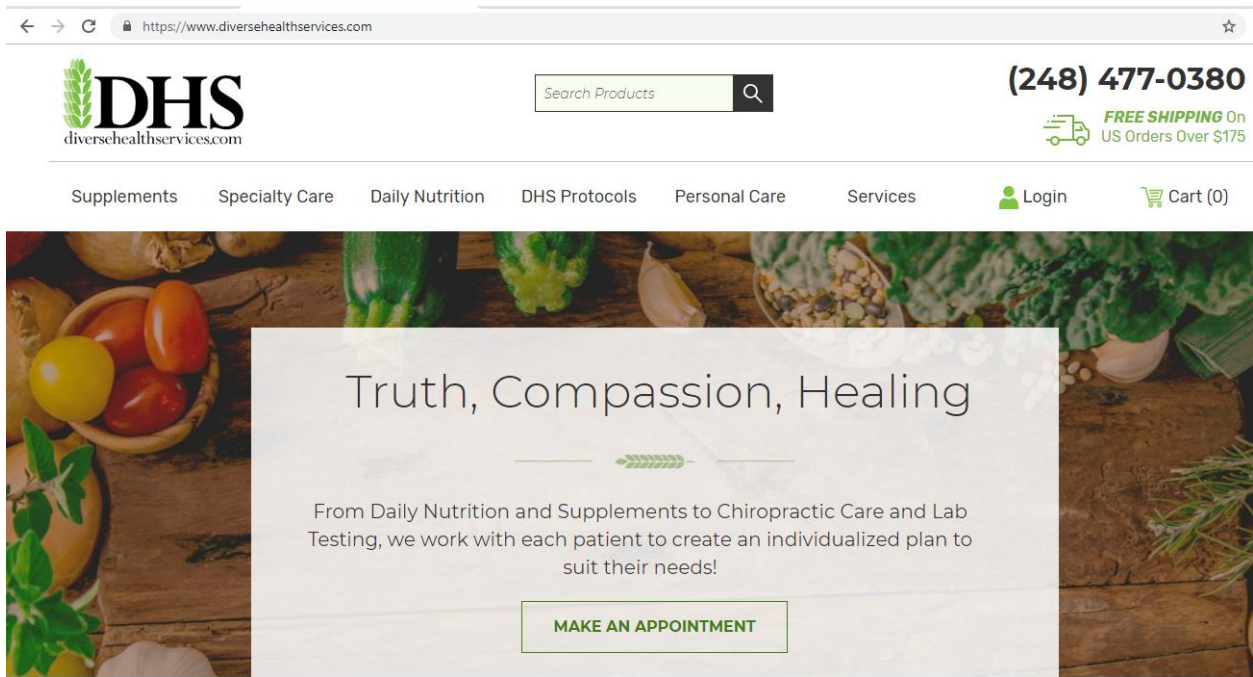 https://www.diversehealthservices.com
DHS
diversehealthservices.com
Search Products
(248) 477-0380
FREE SHIPPING On
US Orders Over $175
Supplements Specialty Care Daily Nutrition DHS Protocols Personal Care Services Login Cart (0)
Truth, Compassion, Healing
From Daily Nutrition and Supplements to Chiropractic Care and Lab
Testing, we work with each patient to create an individualized plan to
suit their needs!
MAKE AN APPOINTMENT